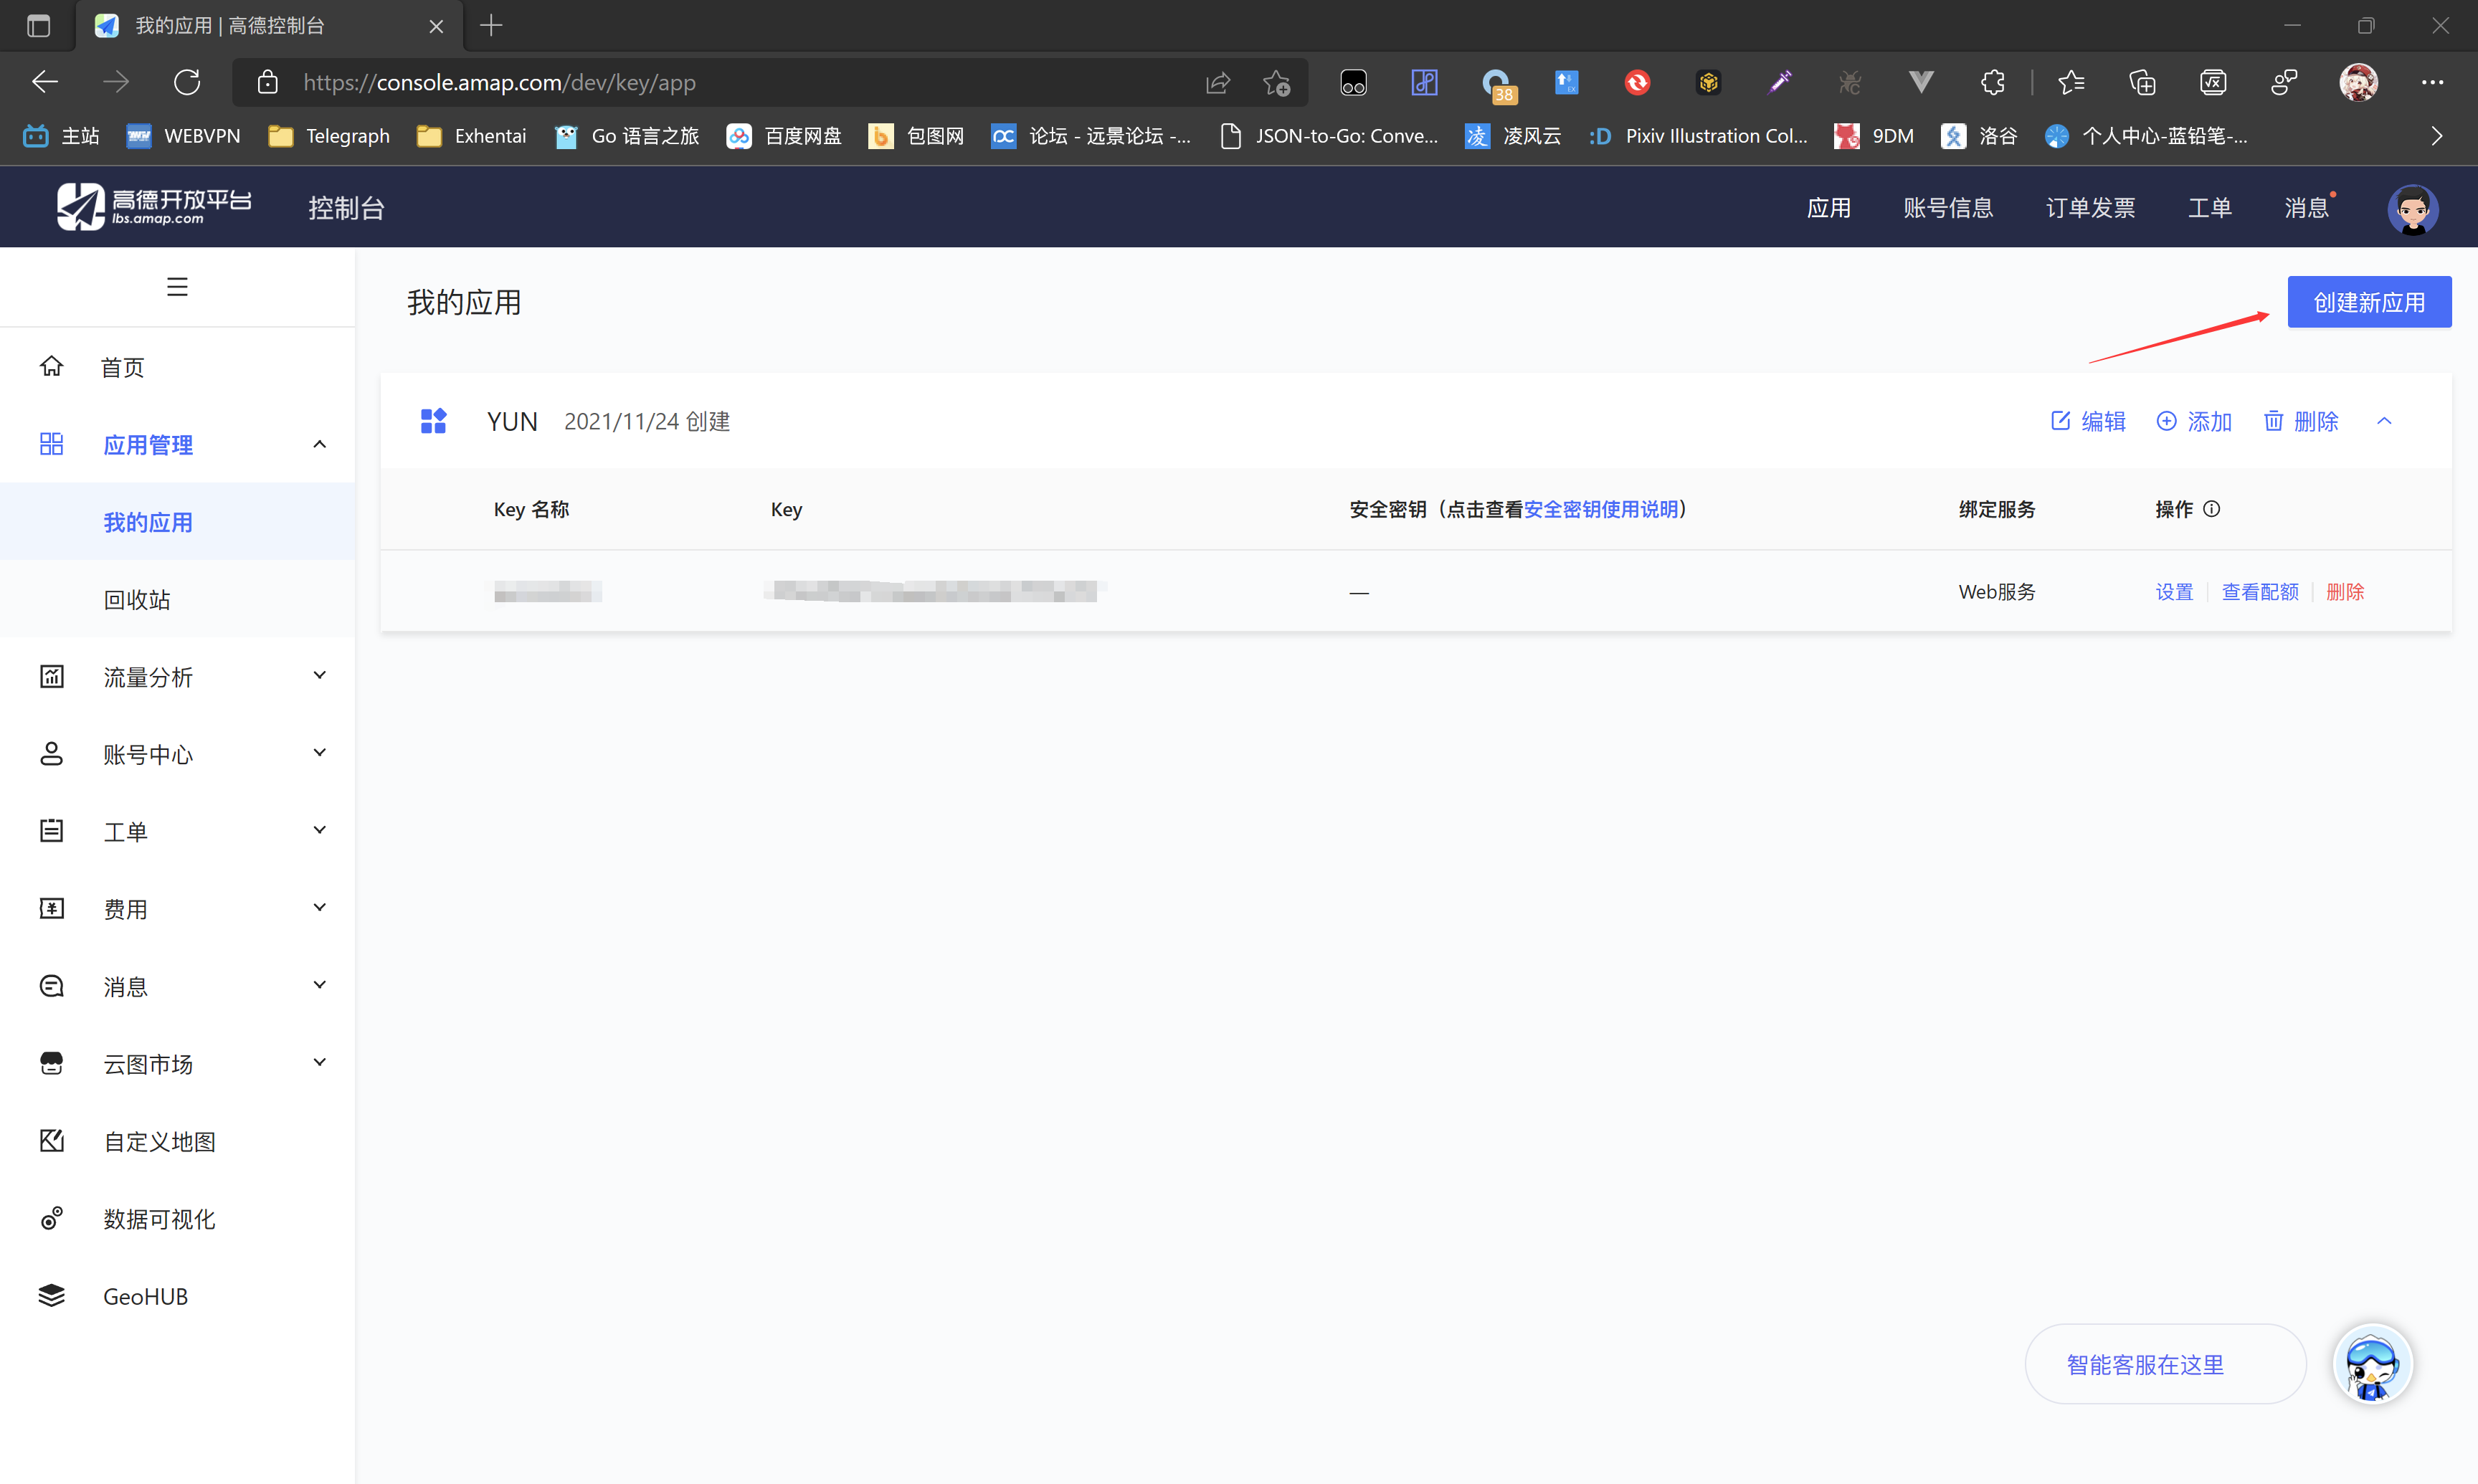 我的应用 | 高德控制台
https://console.amap.com/dev/key/app
38
主站 WEBVPN Telegraph Exhentai Go 语言之旅 百度网盘 包图网 论坛 - 远景论坛 -... JSON-to-Go: Conve... 凌 凌风云 :D Pixiv Illustration Col... 9DM 洛谷 个人中心-蓝铅笔-...
高德开放平台
lbs.amap.com
控制台
应用 账号信息 订单发票 工单 消息
我的应用
创建新应用
首页
应用管理
我的应用
回收站
流量分析
账号中心
工单
费用
消息
云图市场
自定义地图
数据可视化
GeoHUB
YUN 2021/11/24 创建
编辑 添加 删除
Key 名称 Key 安全密钥（点击查看安全密钥使用说明） 绑定服务 操作
— Web服务 设置 查看配额 删除
智能客服在这里